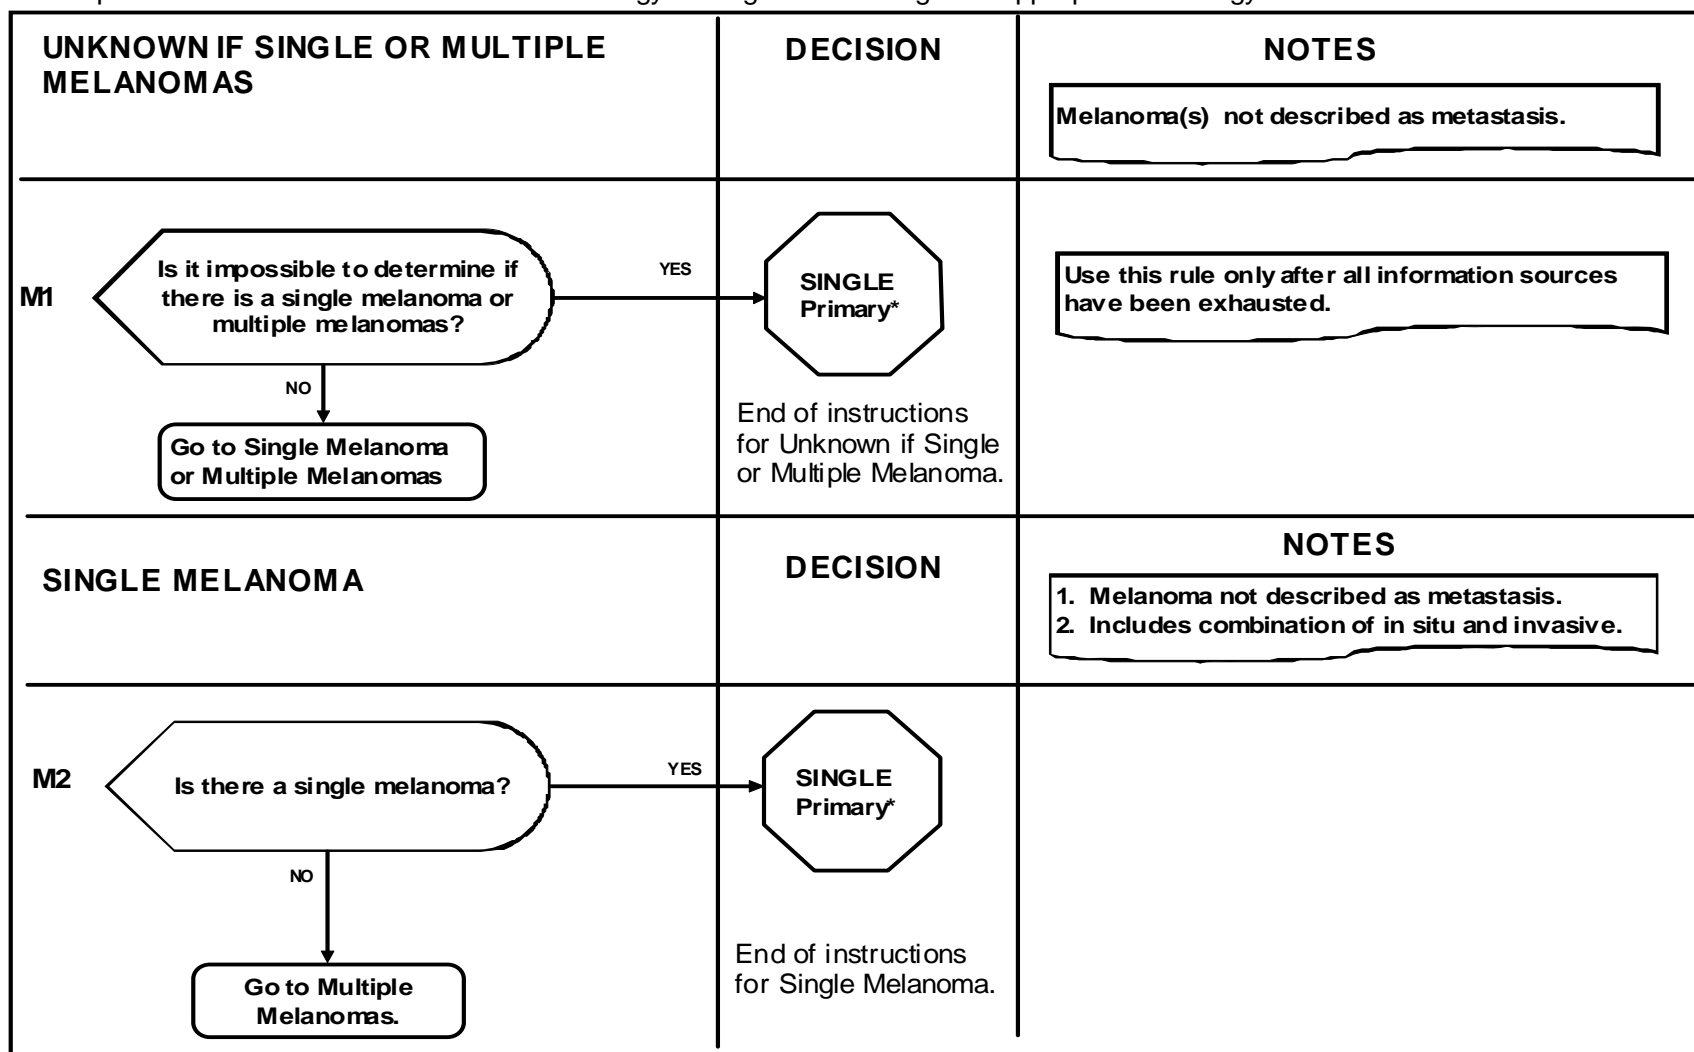 UNKNOWN IF SINGLE OR MULTIPLE
MELANOMAS
DECISION
NOTES
Melanoma(s) not described as metastasis.
M1
Is it impossible to determine if
there is a single melanoma or
multiple melanomas?
YES
NO
Go to Single Melanoma
or Multiple Melanomas
SINGLE
Primary*
End of instructions
for Unknown if Single
or Multiple Melanoma.
Use this rule only after all information sources
have been exhausted.
SINGLE MELANOMA
DECISION
NOTES
1. Melanoma not described as metastasis.
2. Includes combination of in situ and invasive.
M2
Is there a single melanoma?
YES
NO
Go to Multiple
Melanomas.
SINGLE
Primary*
End of instructions
for Single Melanoma.